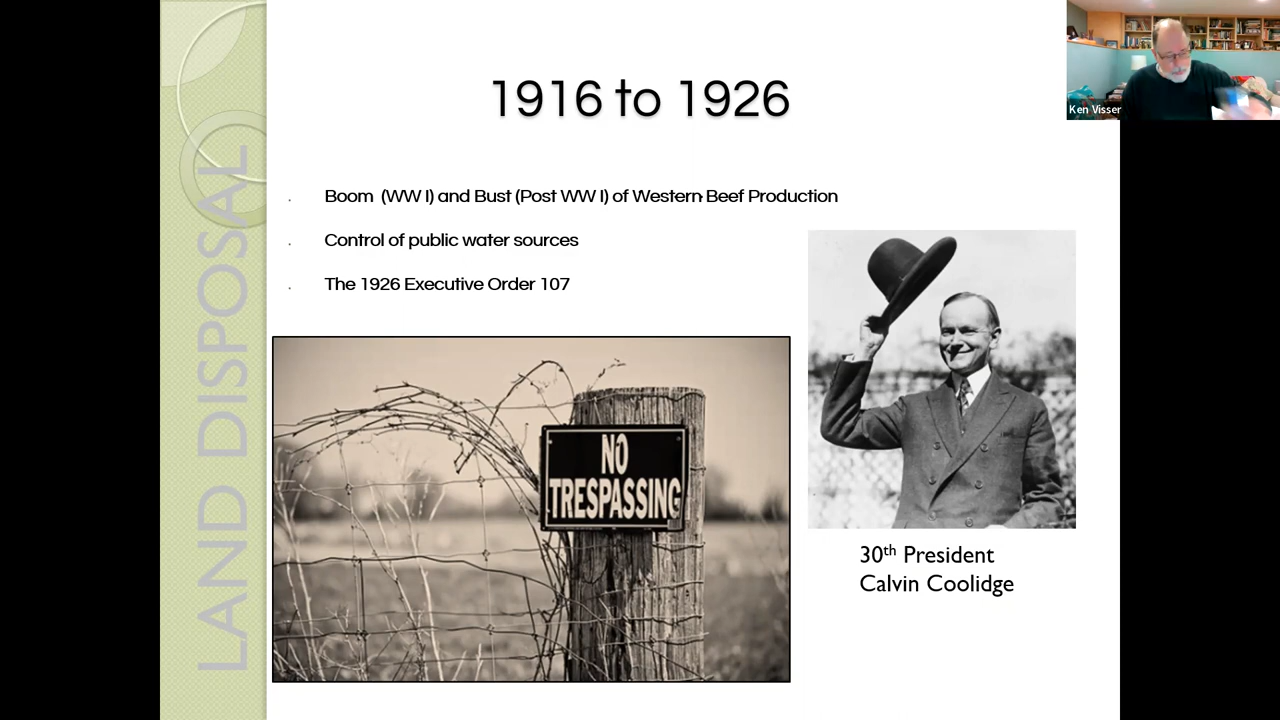 LAND DISPOSAL
1916 to 1926
Boom (WW I) and Bust (Post WW I) of Western Beef Production
Control of public water sources
The 1926 Executive Order 107
NO
TRESPASSING
30th President
Calvin Coolidge
Ken Visser